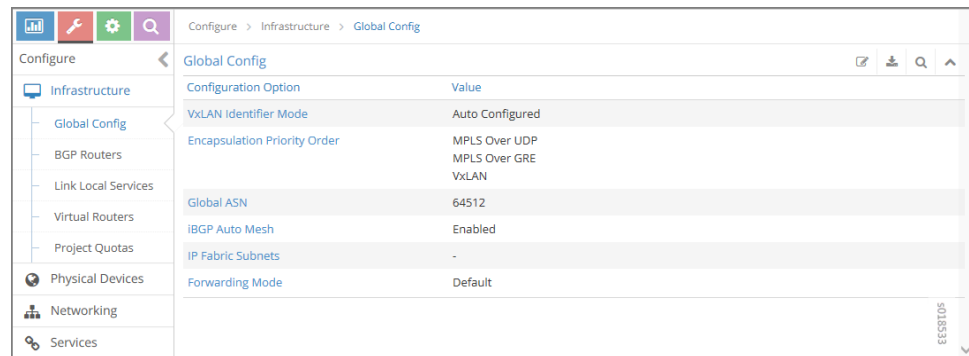 Configure > Infrastructure > Global Config
Configure
Global Config
Infrastructure
Global Config
BGP Routers
Link Local Services
Virtual Routers
Project Quotas
Physical Devices
Networking
Services
Configuration Option Value
VxLAN Identifier Mode Auto Configured
Encapsulation Priority Order MPLS Over UDP
MPLS Over GRE
VxLAN
Global ASN 64512
iBGP Auto Mesh Enabled
IP Fabric Subnets -
Forwarding Mode Default
s018533